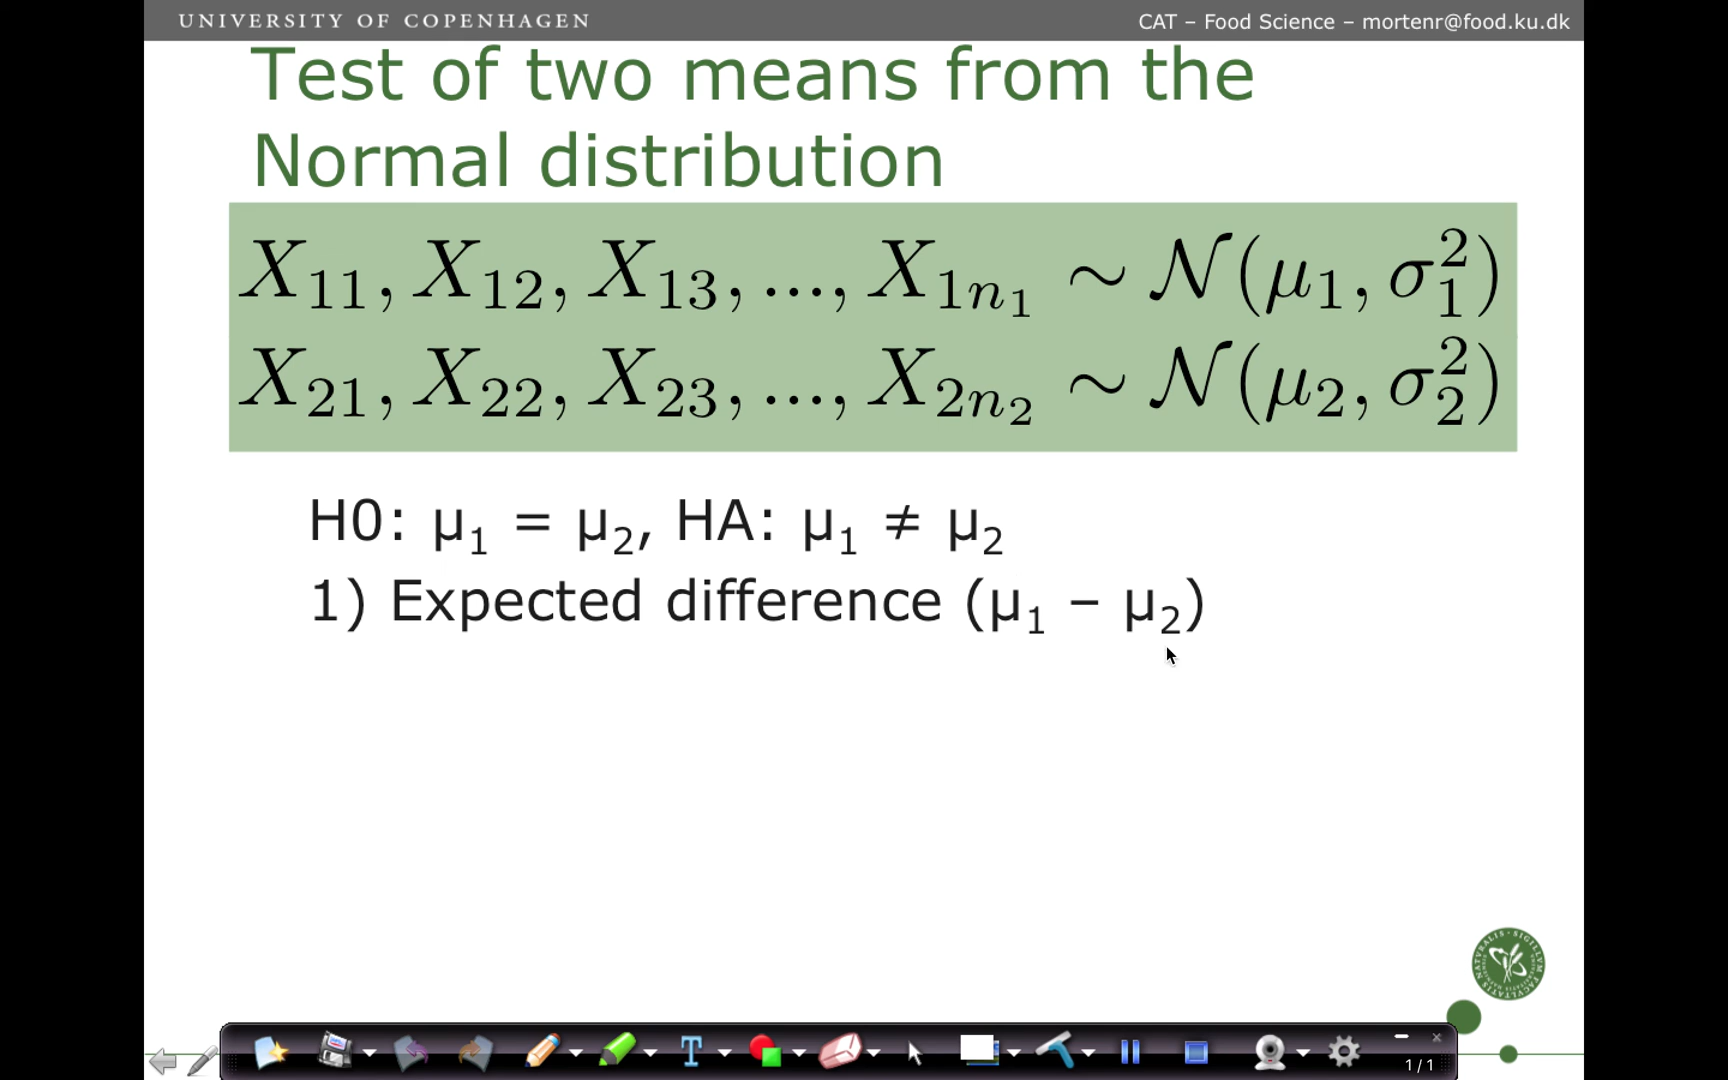 UNIVERSITY OF COPENHAGEN
CAT – Food Science – mortenr@food.ku.dk
Test of two means from the
Normal distribution
X₁₁, X₁₂, X₁₃, ..., X₁ₙ₁ ∼ 𝒩(μ₁, σ₁²)
X₂₁, X₂₂, X₂₃, ..., X₂ₙ₂ ∼ 𝒩(μ₂, σ₂²)
H0: μ₁ = μ₂, HA: μ₁ ≠ μ₂
1) Expected difference (μ₁ – μ₂)
T
1/1